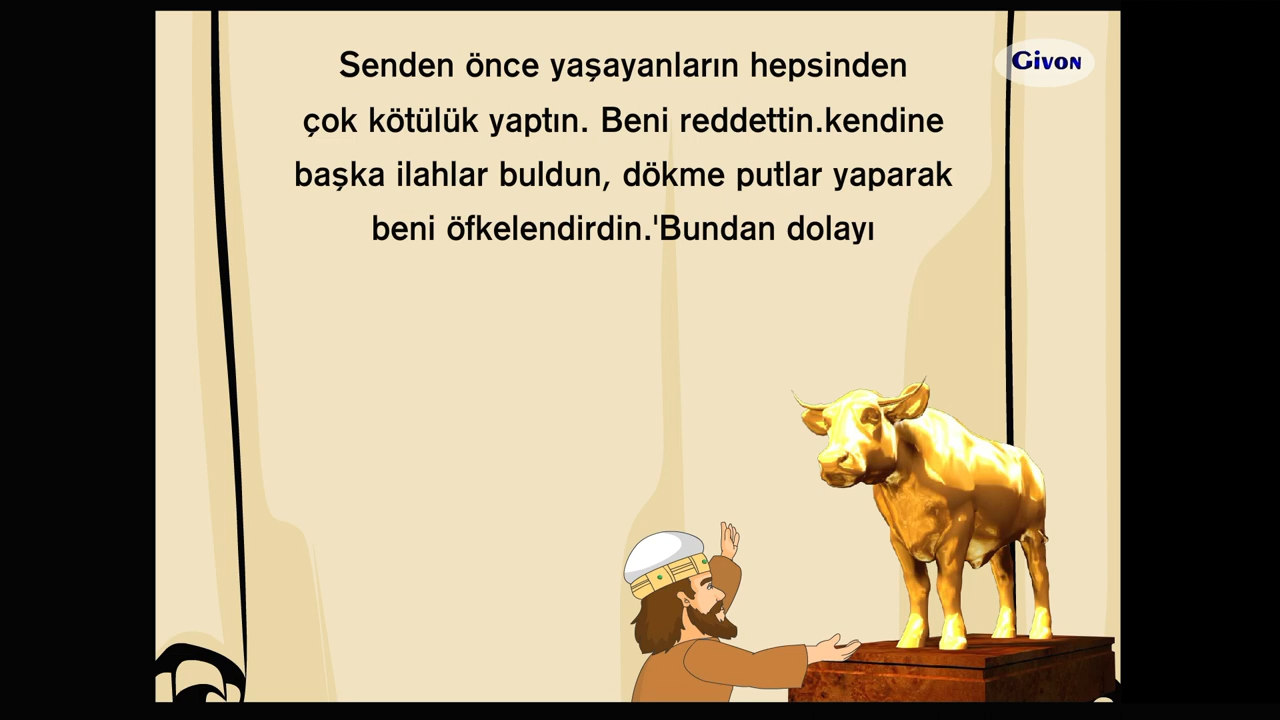 Givon
Senden önce yaşayanların hepsinden
çok kötülük yaptın. Beni reddettin.kendine
başka ilahlar buldun, dökme putlar yaparak
beni öfkelendirdin.'Bundan dolayı